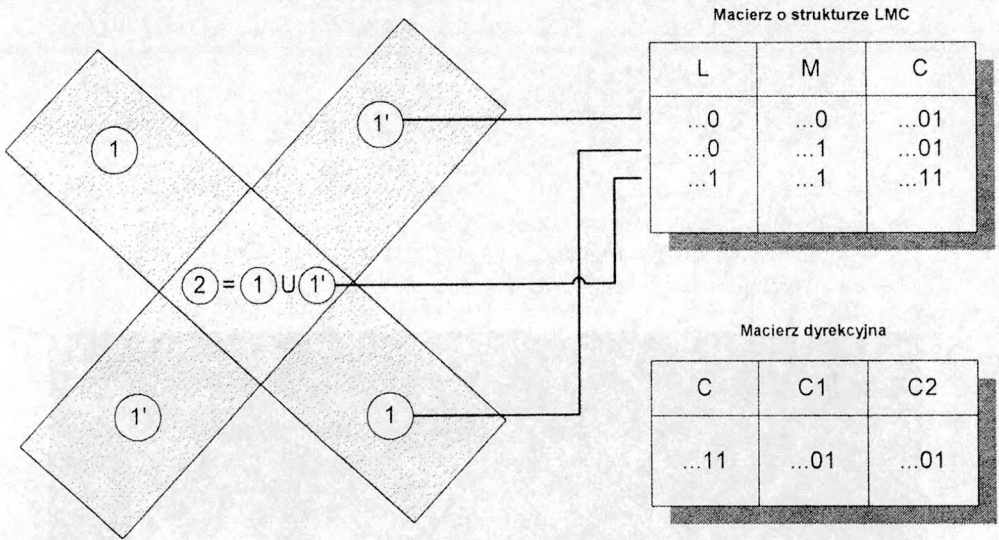 Macierz o strukturze LMC
L M C
...0 ...0 ...01
...0 ...1 ...01
...1 ...1 ...11
1
1'
2 = 1 U 1'
1'
1
Macierz dyrekcyjna
C C1 C2
...11 ...01 ...01